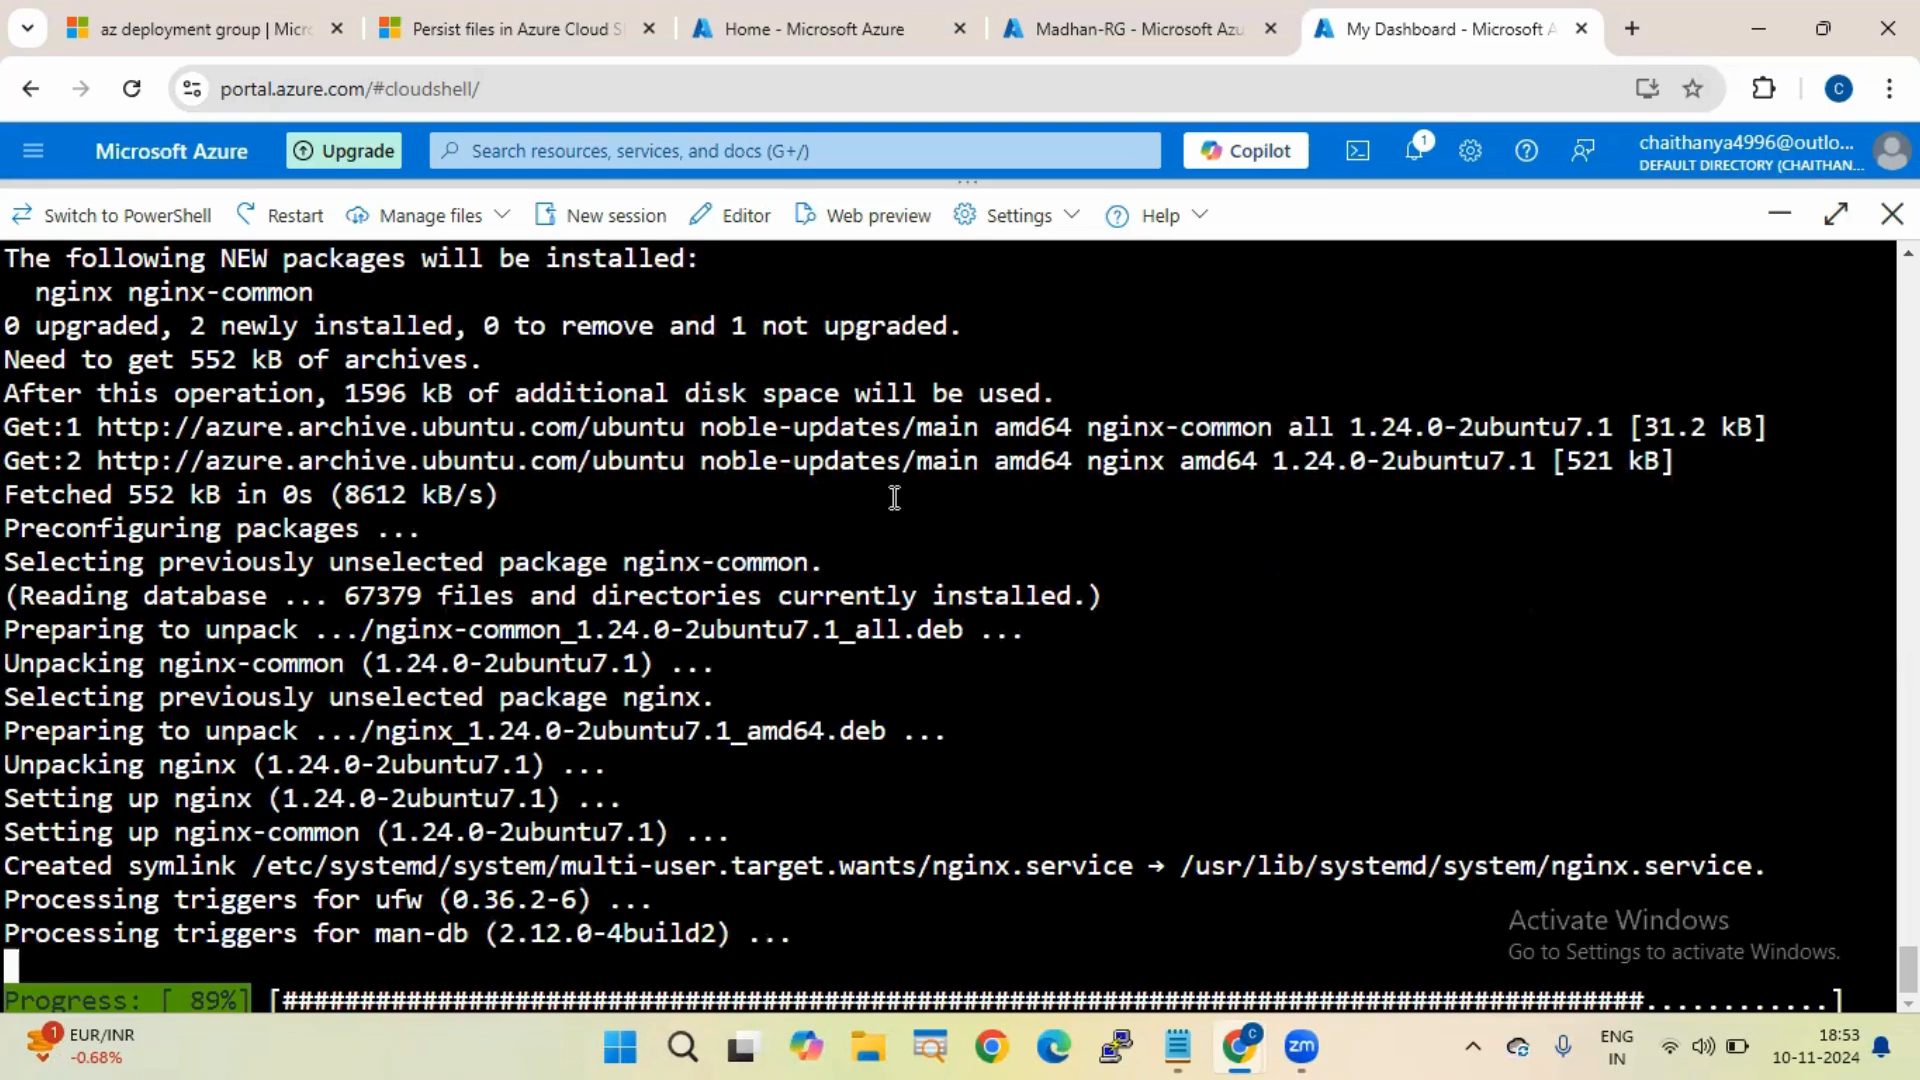 az deployment group | Micr
Persist files in Azure Cloud S
Home - Microsoft Azure
Madhan-RG - Microsoft Azu
My Dashboard - Microsoft A
portal.azure.com/#cloudshell/
C
Microsoft Azure
Upgrade
Search resources, services, and docs (G+/)
Copilot
1
chaithanya4996@outlo...
DEFAULT DIRECTORY (CHAITHAN...
Switch to PowerShell
Restart
Manage files
New session
Editor
Web preview
Settings
Help
The following NEW packages will be installed:
nginx nginx-common
0 upgraded, 2 newly installed, 0 to remove and 1 not upgraded.
Need to get 552 kB of archives.
After this operation, 1596 kB of additional disk space will be used.
Get:1 http://azure.archive.ubuntu.com/ubuntu noble-updates/main amd64 nginx-common all 1.24.0-2ubuntu7.1 [31.2 kB]
Get:2 http://azure.archive.ubuntu.com/ubuntu noble-updates/main amd64 nginx amd64 1.24.0-2ubuntu7.1 [521 kB]
Fetched 552 kB in 0s (8612 kB/s)
Preconfiguring packages ...
Selecting previously unselected package nginx-common.
(Reading database ... 67379 files and directories currently installed.)
Preparing to unpack .../nginx-common_1.24.0-2ubuntu7.1_all.deb ...
Unpacking nginx-common (1.24.0-2ubuntu7.1) ...
Selecting previously unselected package nginx.
Preparing to unpack .../nginx_1.24.0-2ubuntu7.1_amd64.deb ...
Unpacking nginx (1.24.0-2ubuntu7.1) ...
Setting up nginx (1.24.0-2ubuntu7.1) ...
Setting up nginx-common (1.24.0-2ubuntu7.1) ...
Created symlink /etc/systemd/system/multi-user.target.wants/nginx.service → /usr/lib/systemd/system/nginx.service.
Processing triggers for ufw (0.36.2-6) ...
Processing triggers for man-db (2.12.0-4build2) ...
Activate Windows
Go to Settings to activate Windows.
Progress: [ 89%] [########################################################################################............]
1
EUR/INR
-0.68%
C
zm
ENG
IN
18:53
10-11-2024